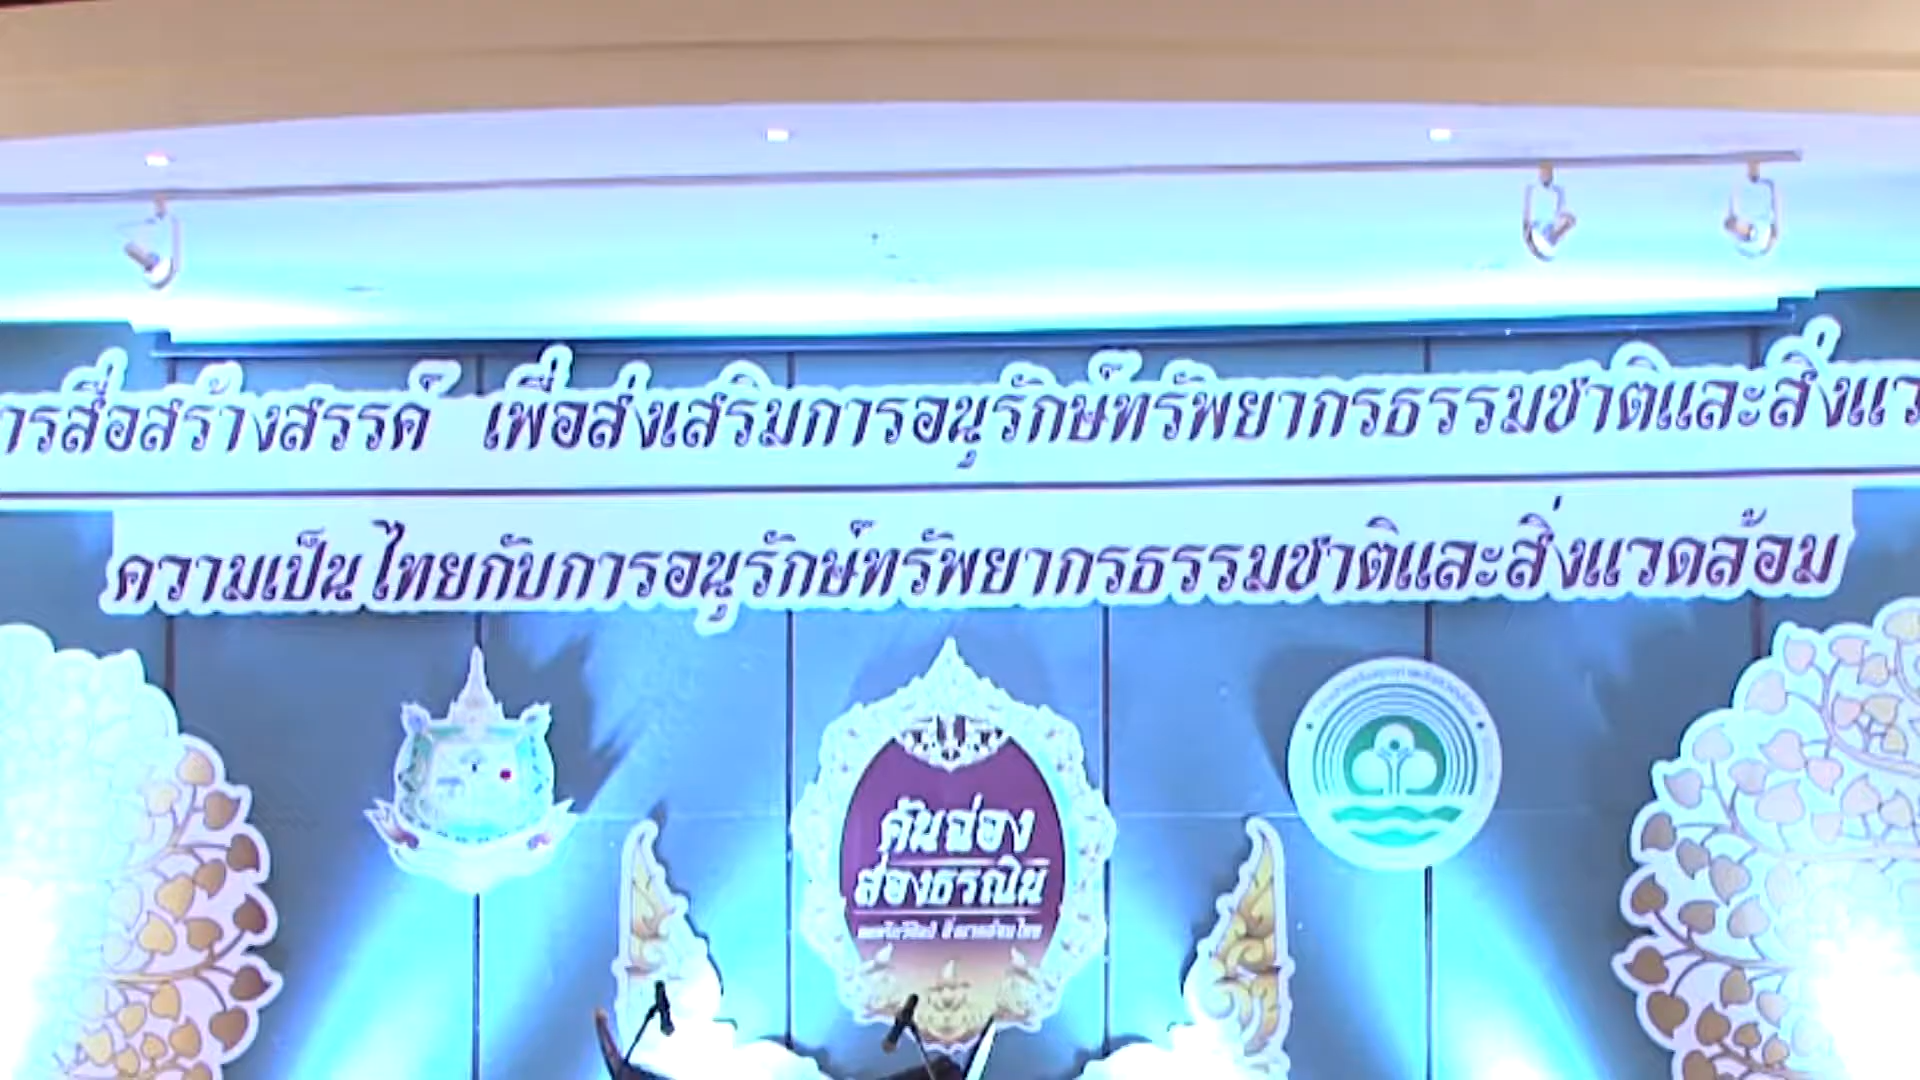 ารสื่อสร้างสรรค์ เพื่อส่งเสริมการอนุรักษ์ทรัพยากรธรรมชาติและสิ่งแว
ความเป็นไทยกับการอนุรักษ์ทรัพยากรธรรมชาติและสิ่งแวดล้อม
คันฉ่อง
ส่องธรณิน